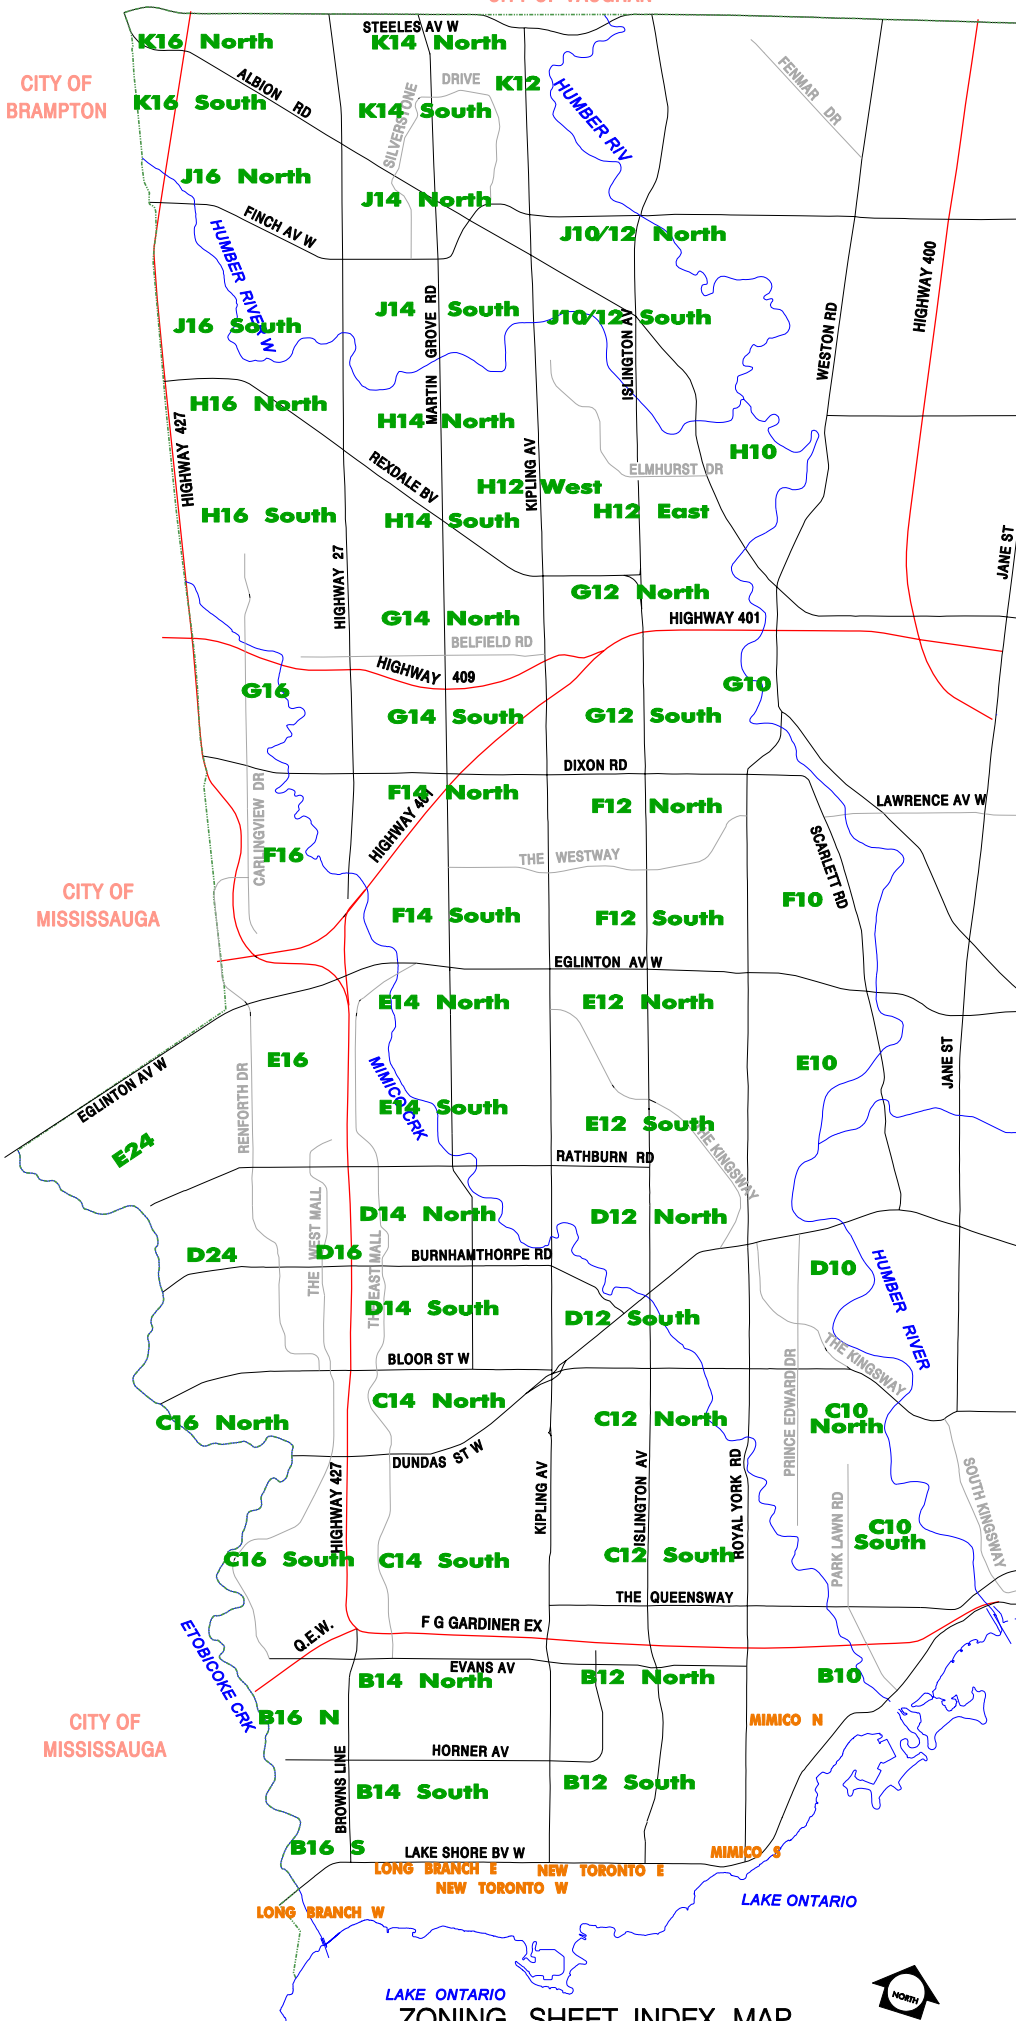 STEELES AV W
K16 North
K14 North
CITY OF
BRAMPTON
ALBION RD
DRIVE
K12
HUMBER RIV
FENMAR DR
K16 South
K14 South
SILVERSTONE
J16 North
J14 North
FINCH AV W
HUMBER RIVER W
J10/12 North
HIGHWAY 400
J16 South
J14 South
J10/12 South
MARTIN GROVE RD
ISLINGTON AV
WESTON RD
H16 North
H14 North
HIGHWAY 427
REXDALE BV
KIPLING AV
H10
ELMHURST DR
H12 West
H16 South
H14 South
H12 East
HIGHWAY 27
JANE ST
G12 North
G14 North
HIGHWAY 401
BELFIELD RD
HIGHWAY 409
G16
G10
G14 South
G12 South
DIXON RD
F14 North
F12 North
LAWRENCE AV W
CARLINGVIEW DR
HIGHWAY 401
SCARLETT RD
F16
THE WESTWAY
CITY OF
MISSISSAUGA
F14 South
F12 South
F10
EGLINTON AV W
E14 North
E12 North
E16
E10
JANE ST
EGLINTON AV W
RENFORTH DR
MIMICO CRK
E14 South
E12 South
E24
RATHBURN RD
THE KINGSWAY
D14 North
D12 North
THE WEST MALL
THE EAST MALL
D24
D16
BURNHAMTHORPE RD
D10
HUMBER RIVER
D14 South
D12 South
BLOOR ST W
THE KINGSWAY
PRINCE EDWARD DR
C16 North
C14 North
C12 North
C10
North
DUNDAS ST W
HIGHWAY 427
KIPLING AV
ISLINGTON AV
ROYAL YORK RD
PARK LAWN RD
SOUTH KINGSWAY
C10
South
C16 South
C14 South
C12 South
THE QUEENSWAY
F G GARDINER EX
Q.E.W.
ETOBICOKE CRK
EVANS AV
B14 North
B12 North
B10
B16 N
MIMICO N
CITY OF
MISSISSAUGA
HORNER AV
BROWNS LINE
B14 South
B12 South
B16 S
LAKE SHORE BV W
MIMICO S
LONG BRANCH E
NEW TORONTO E
NEW TORONTO W
LONG BRANCH W
LAKE ONTARIO
LAKE ONTARIO
NORTH
ZONING SHEET INDEX MAP